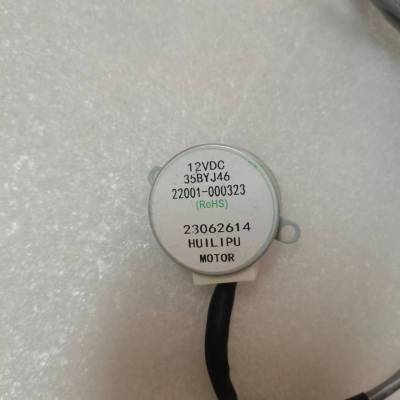 12VDC
35BYJ46
22001-000323
(RoHS)
23062614
HUILIPU
MOTOR